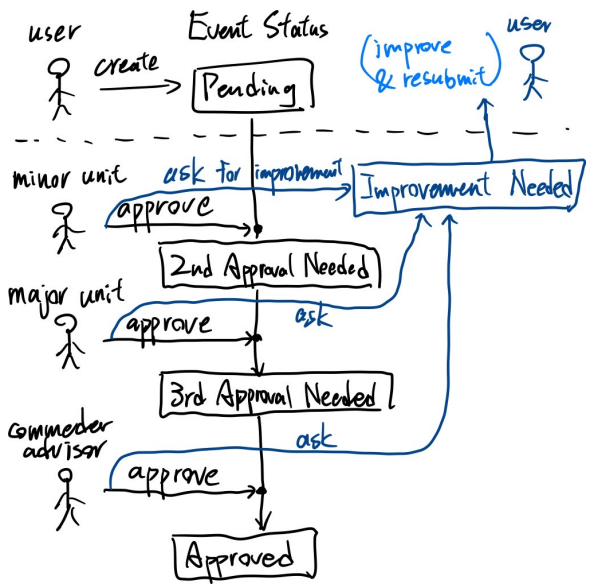 user
Event Status
user
create
Pending
(improve
& resubmit)
minor unit
ask for improvement
Improvement Needed
approve
2nd Approval Needed
major unit
approve
ask
3rd Approval Needed
commeder
advisor
ask
approve
Approved